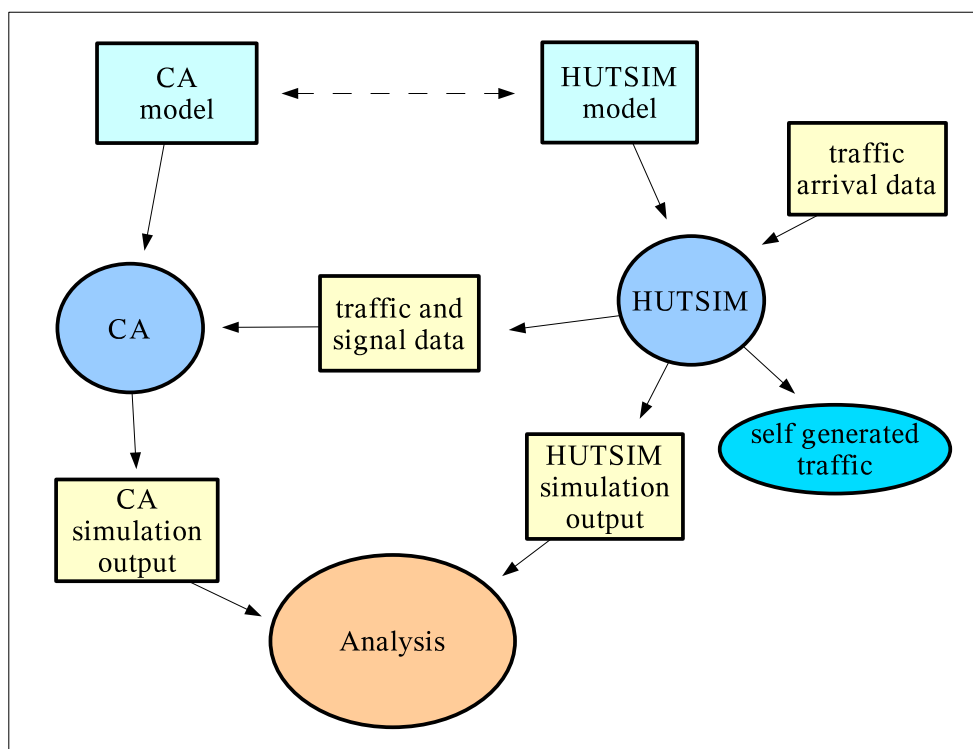 CA
model
HUTSIM
model
traffic
arrival data
HUTSIM
traffic and
signal data
CA
self generated
traffic
HUTSIM
simulation
output
CA
simulation
output
Analysis